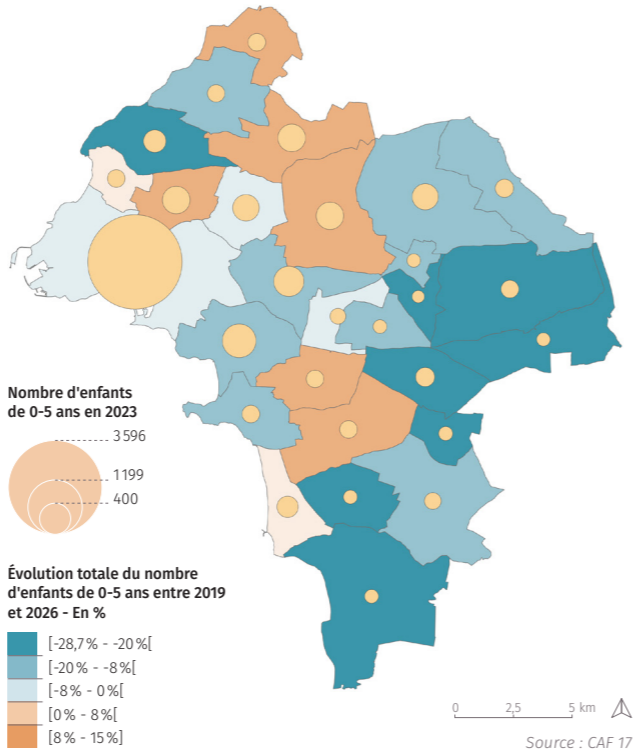 Nombre d'enfants
de 0-5 ans en 2023
3 596
1 199
400
Évolution totale du nombre
d'enfants de 0-5 ans entre 2019
et 2026 - En %
[-28,7 % - -20 %[
[-20 % - -8%[
[-8% - 0%[
[0% - 8%[
[8% - 15%]
0 2,5 5 km
Source : CAF 17